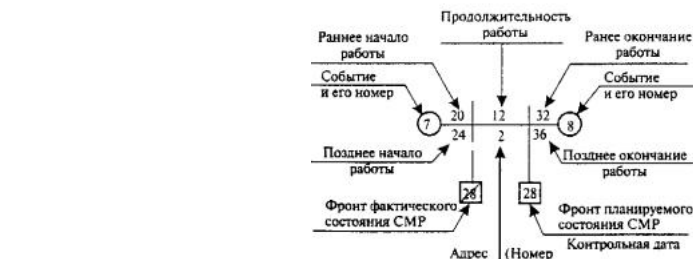 Продолжительность
работы
Раннее начало
работы
Ранее окончание
работы
Событие
и его номер
Событие
и его номер
7
20
12
32
8
24
2
36
Позднее начало
работы
Позднее окончание
работы
28
28
Фронт фактического
состояния СМР
Фронт планируемого
состояния СМР
Контрольная дата
Адрес (Номер